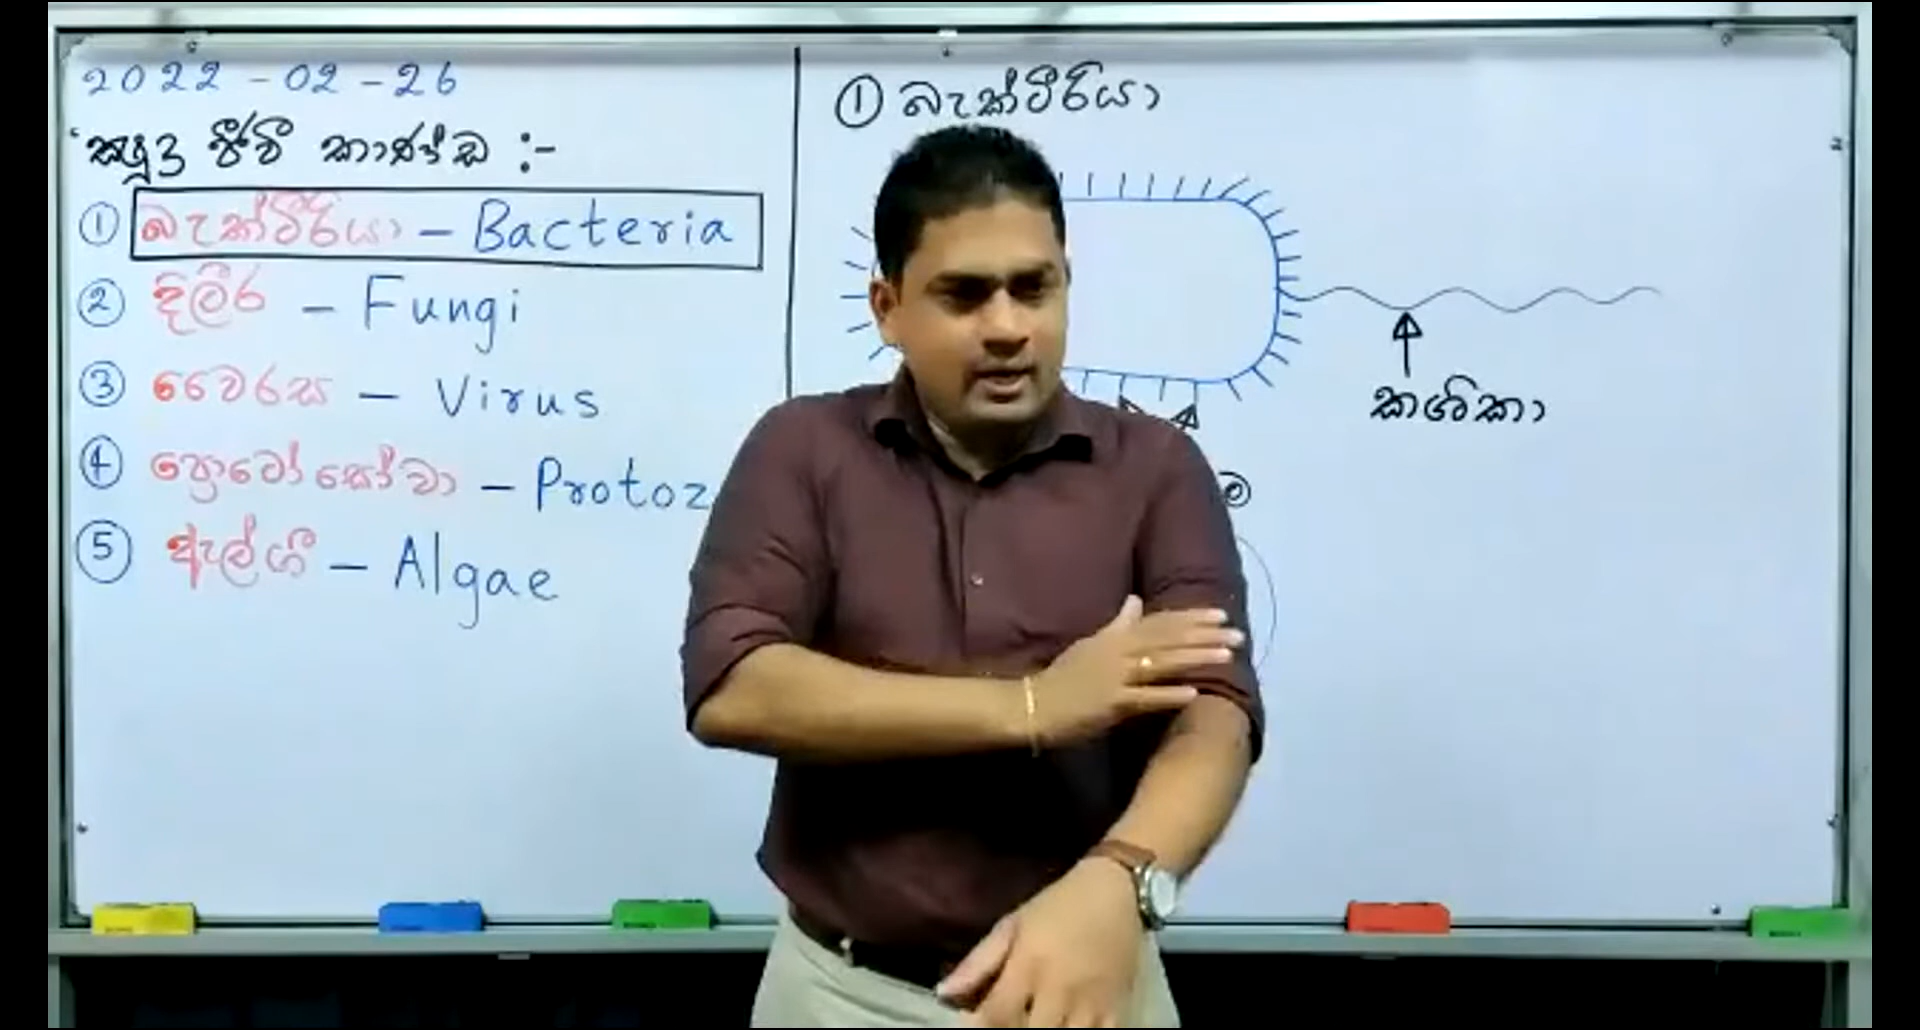 2022-02-26
ක්ෂුද්‍ර ජීවී කාණ්ඩ :-
① බැක්ටීරියා - Bacteria
② දිලීර - Fungi
③ වෛරස - Virus
④ ප්‍රොටෝසෝවා - Protoz
⑤ ඇල්ගී - Algae
① බැක්ටීරියා
කශිකා
ම